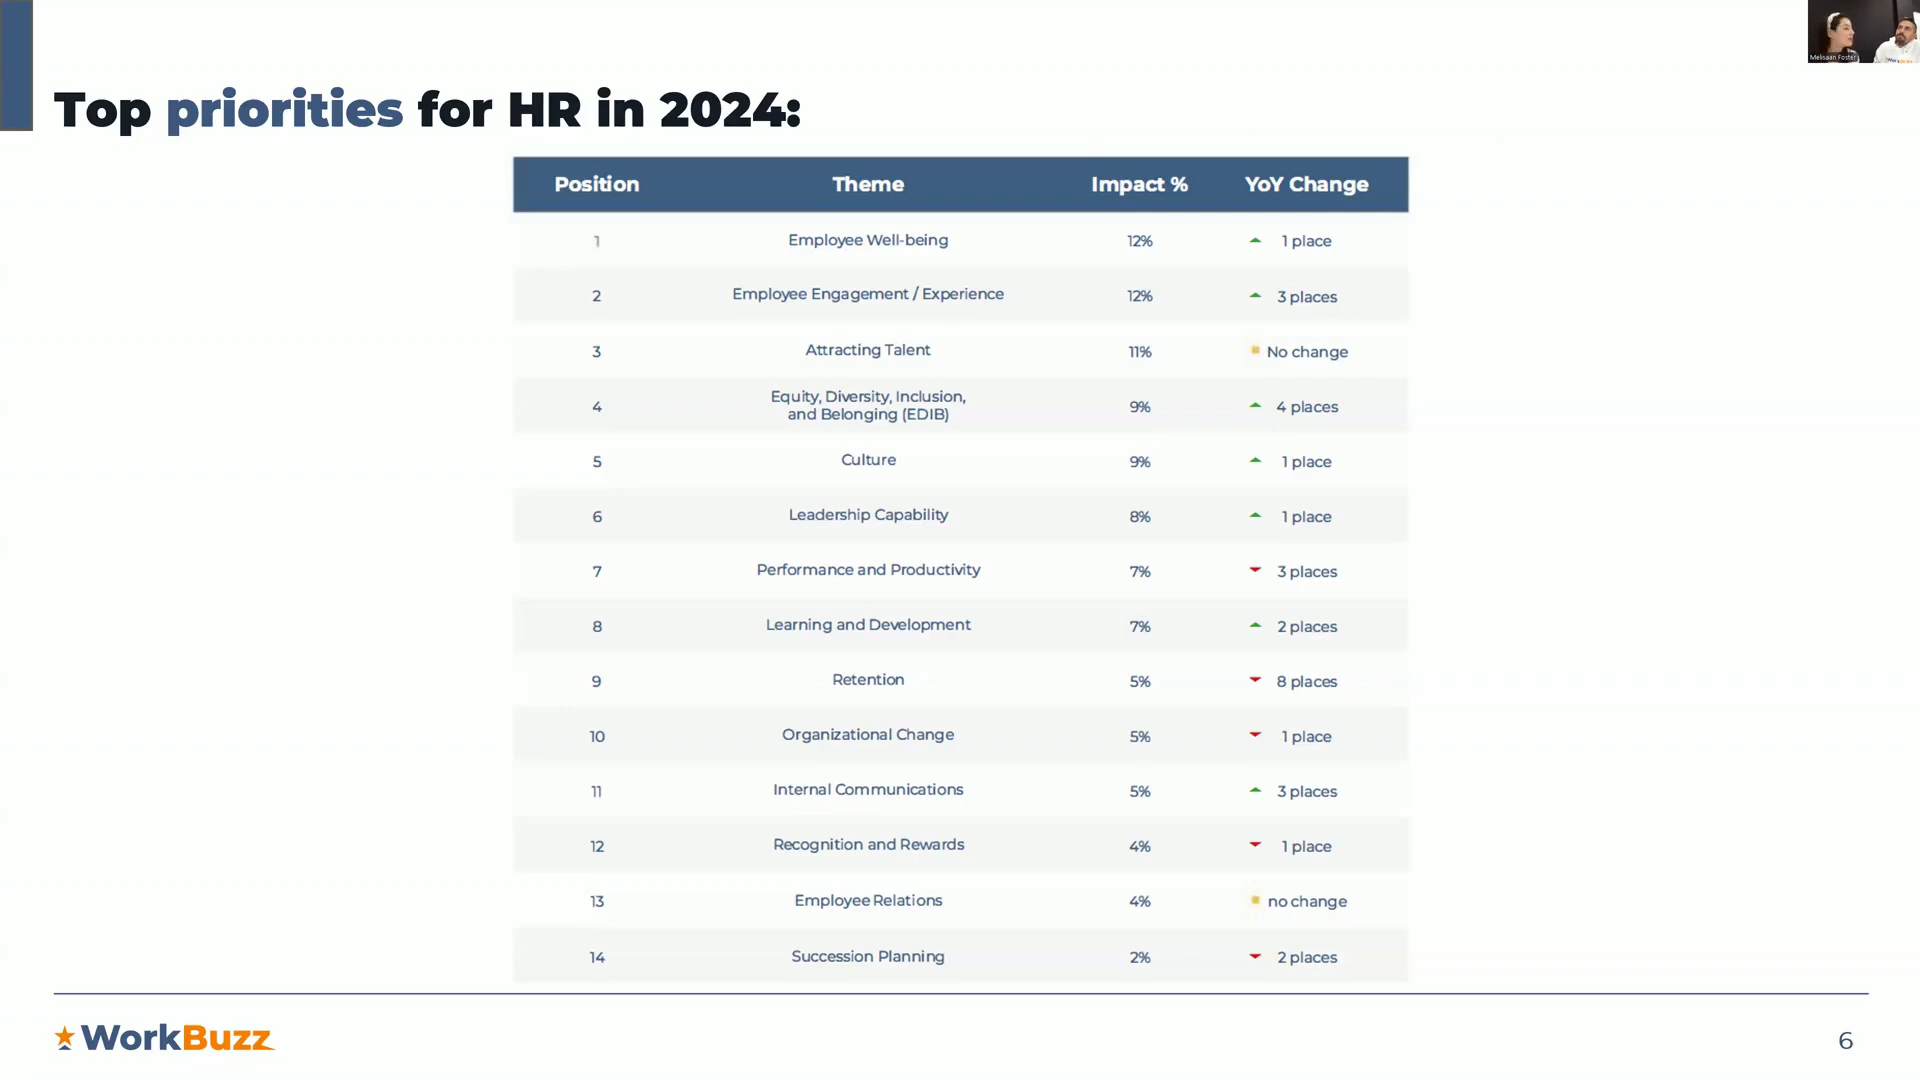 Melisaan Foster
Top priorities for HR in 2024:
Position Theme Impact % YoY Change
1 Employee Well-being 12% 1 place
2 Employee Engagement / Experience 12% 3 places
3 Attracting Talent 11% No change
4 Equity, Diversity, Inclusion,
and Belonging (EDIB) 9% 4 places
5 Culture 9% 1 place
6 Leadership Capability 8% 1 place
7 Performance and Productivity 7% 3 places
8 Learning and Development 7% 2 places
9 Retention 5% 8 places
10 Organizational Change 5% 1 place
11 Internal Communications 5% 3 places
12 Recognition and Rewards 4% 1 place
13 Employee Relations 4% no change
14 Succession Planning 2% 2 places
WorkBuzz
6